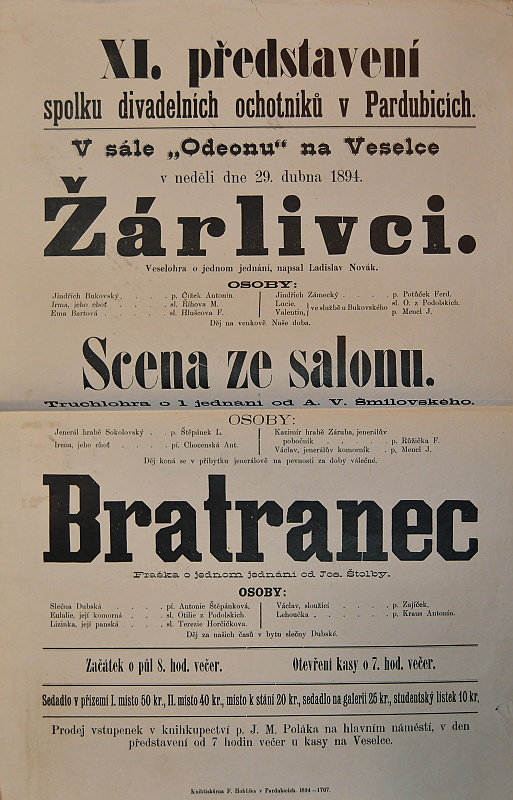 XI. představení
spolku divadelních ochotníků v Pardubicích.
V sále „Odeonu“ na Veselce
v neděli dne 29. dubna 1894.
Žárlivci.
Veselohra o jednom jednání, napsal Ladislav Novák.
OSOBY:
Jindřich Bukovský . . . . p. Čížek Antonín.
Irma, jeho choť . . . . sl. Říbova M.
Ema Bartová . . . . sl. Hlušcova F.
Jindřich Zámecký . . . . p. Potůček Ferd.
Lucie, ve službě u Bukovského sl. O. z Podolských.
Valentin, p. Mencl J.
Děj na venkově Naše doba.
Scena ze salonu.
Truchlohra o 1 jednání od A. V. Šmilovského.
OSOBY:
Jenerál hrabě Sokolovský . . p. Štěpánek L.
Irena, jeho choť . . . . pí. Chocenská Ant.
Kazimír hrabě Záruba, jenerálův
pobočník . . . . . p. Růžička F.
Václav, jenerálův komorník . p. Mencl J.
Děj koná se v příbytku jenerálově na pevnosti za doby válečné.
Bratranec
Fraška o jednom jednání od Jos. Štolby.
OSOBY:
Slečna Dubská . . . . pí. Antonie Štěpánková,
Eulalie, její komorná . . . sl. Otilie z Podolských.
Lizinka, její panská . . . sl. Terezie Horčičkova.
Václav, sloužící . . . . . p. Zajíček,
Lehoučka . . . . . . p. Kraus Antonín.
Děj za našich časů v bytu slečny Dubské.
Začátek o půl 8. hod. večer. Otevření kasy o 7. hod. večer.
Sedadlo v přízemí I. místo 50 kr., II. místo 40 kr., místo k stání 20 kr., sedadlo na galerii 25 kr., studentský lístek 10 kr,
Prodej vstupenek v knihkupectví p. J. M. Poláka na hlavním náměstí, v den
představení od 7 hodin večer u kasy na Veselce.
Knihtiskárna F. Hoblíka v Pardubicích. 1894—1707.